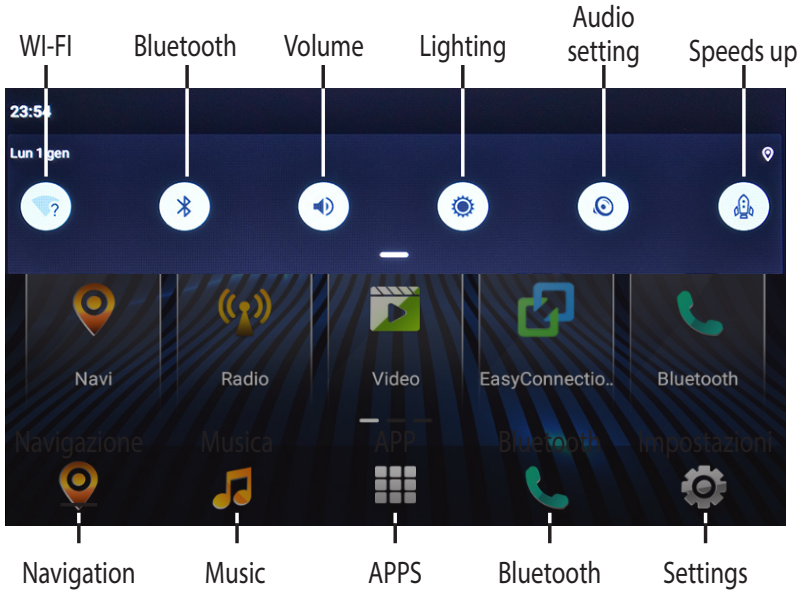 Audio
WI-FI Bluetooth Volume Lighting setting Speeds up
23:54
Lun 1 gen
?
Navi Radio Video EasyConnectio.. Bluetooth
Navigazione Musica APP Bluetooth Impostazioni
Navigation Music APPS Bluetooth Settings